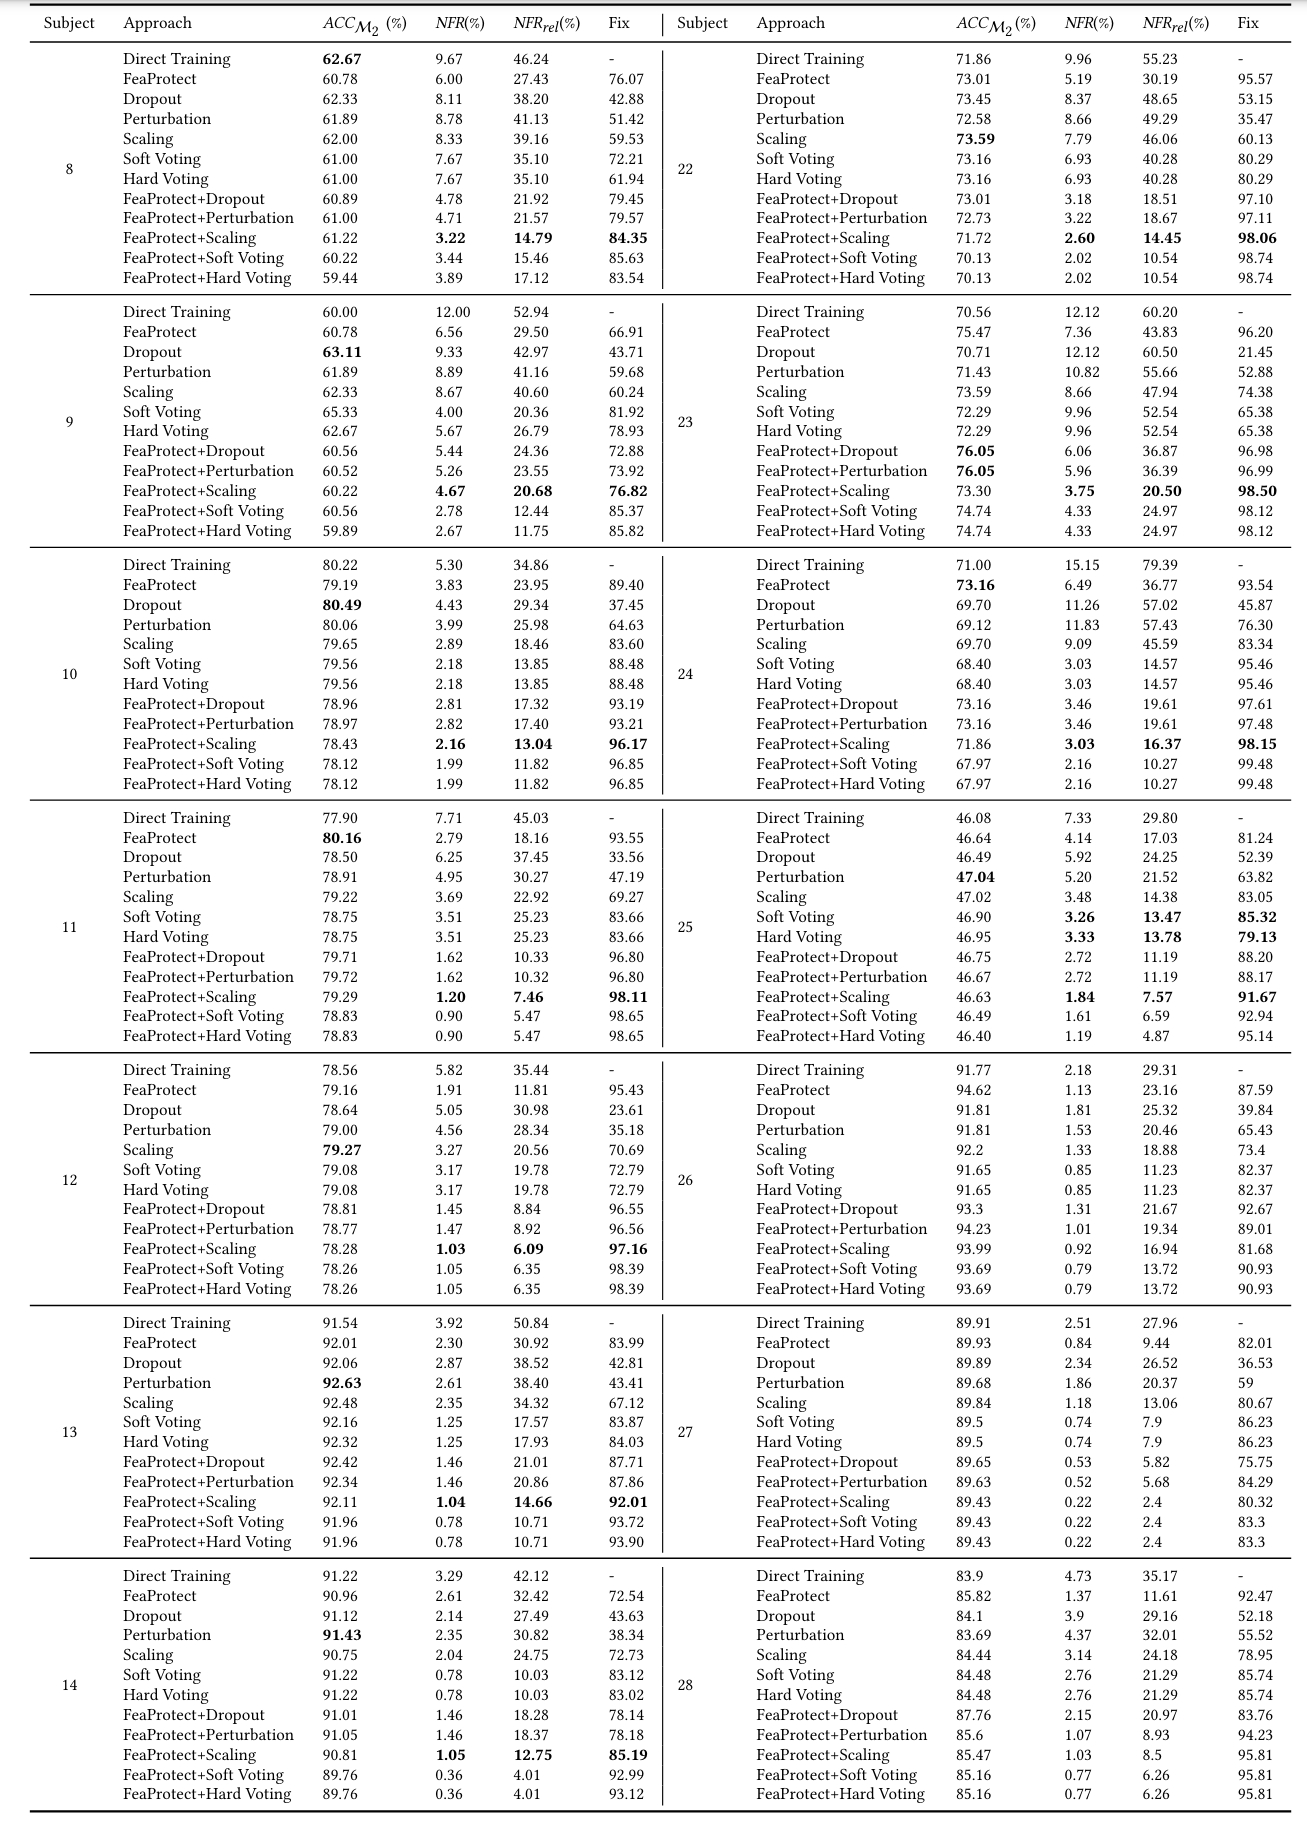 Subject Approach ACC_M2 (%) NFR(%) NFRrel(%) Fix Subject Approach ACC_M2 (%) NFR(%) NFRrel(%) Fix
Direct Training 62.67 9.67 46.24 - Direct Training 71.86 9.96 55.23 -
FeaProtect 60.78 6.00 27.43 76.07 FeaProtect 73.01 5.19 30.19 95.57
Dropout 62.33 8.11 38.20 42.88 Dropout 73.45 8.37 48.65 53.15
Perturbation 61.89 8.78 41.13 51.42 Perturbation 72.58 8.66 49.29 35.47
Scaling 62.00 8.33 39.16 59.53 Scaling 73.59 7.79 46.06 60.13
Soft Voting 61.00 7.67 35.10 72.21 Soft Voting 73.16 6.93 40.28 80.29
8 22
Hard Voting 61.00 7.67 35.10 61.94 Hard Voting 73.16 6.93 40.28 80.29
FeaProtect+Dropout 60.89 4.78 21.92 79.45 FeaProtect+Dropout 73.01 3.18 18.51 97.10
FeaProtect+Perturbation 61.00 4.71 21.57 79.57 FeaProtect+Perturbation 72.73 3.22 18.67 97.11
FeaProtect+Scaling 61.22 3.22 14.79 84.35 FeaProtect+Scaling 71.72 2.60 14.45 98.06
FeaProtect+Soft Voting 60.22 3.44 15.46 85.63 FeaProtect+Soft Voting 70.13 2.02 10.54 98.74
FeaProtect+Hard Voting 59.44 3.89 17.12 83.54 FeaProtect+Hard Voting 70.13 2.02 10.54 98.74
Direct Training 60.00 12.00 52.94 - Direct Training 70.56 12.12 60.20 -
FeaProtect 60.78 6.56 29.50 66.91 FeaProtect 75.47 7.36 43.83 96.20
Dropout 63.11 9.33 42.97 43.71 Dropout 70.71 12.12 60.50 21.45
Perturbation 61.89 8.89 41.16 59.68 Perturbation 71.43 10.82 55.66 52.88
Scaling 62.33 8.67 40.60 60.24 Scaling 73.59 8.66 47.94 74.38
Soft Voting 65.33 4.00 20.36 81.92 Soft Voting 72.29 9.96 52.54 65.38
9 23
Hard Voting 62.67 5.67 26.79 78.93 Hard Voting 72.29 9.96 52.54 65.38
FeaProtect+Dropout 60.56 5.44 24.36 72.88 FeaProtect+Dropout 76.05 6.06 36.87 96.98
FeaProtect+Perturbation 60.52 5.26 23.55 73.92 FeaProtect+Perturbation 76.05 5.96 36.39 96.99
FeaProtect+Scaling 60.22 4.67 20.68 76.82 FeaProtect+Scaling 73.30 3.75 20.50 98.50
FeaProtect+Soft Voting 60.56 2.78 12.44 85.37 FeaProtect+Soft Voting 74.74 4.33 24.97 98.12
FeaProtect+Hard Voting 59.89 2.67 11.75 85.82 FeaProtect+Hard Voting 74.74 4.33 24.97 98.12
Direct Training 80.22 5.30 34.86 - Direct Training 71.00 15.15 79.39 -
FeaProtect 79.19 3.83 23.95 89.40 FeaProtect 73.16 6.49 36.77 93.54
Dropout 80.49 4.43 29.34 37.45 Dropout 69.70 11.26 57.02 45.87
Perturbation 80.06 3.99 25.98 64.63 Perturbation 69.12 11.83 57.43 76.30
Scaling 79.65 2.89 18.46 83.60 Scaling 69.70 9.09 45.59 83.34
Soft Voting 79.56 2.18 13.85 88.48 Soft Voting 68.40 3.03 14.57 95.46
10 24
Hard Voting 79.56 2.18 13.85 88.48 Hard Voting 68.40 3.03 14.57 95.46
FeaProtect+Dropout 78.96 2.81 17.32 93.19 FeaProtect+Dropout 73.16 3.46 19.61 97.61
FeaProtect+Perturbation 78.97 2.82 17.40 93.21 FeaProtect+Perturbation 73.16 3.46 19.61 97.48
FeaProtect+Scaling 78.43 2.16 13.04 96.17 FeaProtect+Scaling 71.86 3.03 16.37 98.15
FeaProtect+Soft Voting 78.12 1.99 11.82 96.85 FeaProtect+Soft Voting 67.97 2.16 10.27 99.48
FeaProtect+Hard Voting 78.12 1.99 11.82 96.85 FeaProtect+Hard Voting 67.97 2.16 10.27 99.48
Direct Training 77.90 7.71 45.03 - Direct Training 46.08 7.33 29.80 -
FeaProtect 80.16 2.79 18.16 93.55 FeaProtect 46.64 4.14 17.03 81.24
Dropout 78.50 6.25 37.45 33.56 Dropout 46.49 5.92 24.25 52.39
Perturbation 78.91 4.95 30.27 47.19 Perturbation 47.04 5.20 21.52 63.82
Scaling 79.22 3.69 22.92 69.27 Scaling 47.02 3.48 14.38 83.05
Soft Voting 78.75 3.51 25.23 83.66 Soft Voting 46.90 3.26 13.47 85.32
11 25
Hard Voting 78.75 3.51 25.23 83.66 Hard Voting 46.95 3.33 13.78 79.13
FeaProtect+Dropout 79.71 1.62 10.33 96.80 FeaProtect+Dropout 46.75 2.72 11.19 88.20
FeaProtect+Perturbation 79.72 1.62 10.32 96.80 FeaProtect+Perturbation 46.67 2.72 11.19 88.17
FeaProtect+Scaling 79.29 1.20 7.46 98.11 FeaProtect+Scaling 46.63 1.84 7.57 91.67
FeaProtect+Soft Voting 78.83 0.90 5.47 98.65 FeaProtect+Soft Voting 46.49 1.61 6.59 92.94
FeaProtect+Hard Voting 78.83 0.90 5.47 98.65 FeaProtect+Hard Voting 46.40 1.19 4.87 95.14
Direct Training 78.56 5.82 35.44 - Direct Training 91.77 2.18 29.31 -
FeaProtect 79.16 1.91 11.81 95.43 FeaProtect 94.62 1.13 23.16 87.59
Dropout 78.64 5.05 30.98 23.61 Dropout 91.81 1.81 25.32 39.84
Perturbation 79.00 4.56 28.34 35.18 Perturbation 91.81 1.53 20.46 65.43
Scaling 79.27 3.27 20.56 70.69 Scaling 92.2 1.33 18.88 73.4
Soft Voting 79.08 3.17 19.78 72.79 Soft Voting 91.65 0.85 11.23 82.37
12 26
Hard Voting 79.08 3.17 19.78 72.79 Hard Voting 91.65 0.85 11.23 82.37
FeaProtect+Dropout 78.81 1.45 8.84 96.55 FeaProtect+Dropout 93.3 1.31 21.67 92.67
FeaProtect+Perturbation 78.77 1.47 8.92 96.56 FeaProtect+Perturbation 94.23 1.01 19.34 89.01
FeaProtect+Scaling 78.28 1.03 6.09 97.16 FeaProtect+Scaling 93.99 0.92 16.94 81.68
FeaProtect+Soft Voting 78.26 1.05 6.35 98.39 FeaProtect+Soft Voting 93.69 0.79 13.72 90.93
FeaProtect+Hard Voting 78.26 1.05 6.35 98.39 FeaProtect+Hard Voting 93.69 0.79 13.72 90.93
Direct Training 91.54 3.92 50.84 - Direct Training 89.91 2.51 27.96 -
FeaProtect 92.01 2.30 30.92 83.99 FeaProtect 89.93 0.84 9.44 82.01
Dropout 92.06 2.87 38.52 42.81 Dropout 89.89 2.34 26.52 36.53
Perturbation 92.63 2.61 38.40 43.41 Perturbation 89.68 1.86 20.37 59
Scaling 92.48 2.35 34.32 67.12 Scaling 89.84 1.18 13.06 80.67
Soft Voting 92.16 1.25 17.57 83.87 Soft Voting 89.5 0.74 7.9 86.23
13 27
Hard Voting 92.32 1.25 17.93 84.03 Hard Voting 89.5 0.74 7.9 86.23
FeaProtect+Dropout 92.42 1.46 21.01 87.71 FeaProtect+Dropout 89.65 0.53 5.82 75.75
FeaProtect+Perturbation 92.34 1.46 20.86 87.86 FeaProtect+Perturbation 89.63 0.52 5.68 84.29
FeaProtect+Scaling 92.11 1.04 14.66 92.01 FeaProtect+Scaling 89.43 0.22 2.4 80.32
FeaProtect+Soft Voting 91.96 0.78 10.71 93.72 FeaProtect+Soft Voting 89.43 0.22 2.4 83.3
FeaProtect+Hard Voting 91.96 0.78 10.71 93.90 FeaProtect+Hard Voting 89.43 0.22 2.4 83.3
Direct Training 91.22 3.29 42.12 - Direct Training 83.9 4.73 35.17 -
FeaProtect 90.96 2.61 32.42 72.54 FeaProtect 85.82 1.37 11.61 92.47
Dropout 91.12 2.14 27.49 43.63 Dropout 84.1 3.9 29.16 52.18
Perturbation 91.43 2.35 30.82 38.34 Perturbation 83.69 4.37 32.01 55.52
Scaling 90.75 2.04 24.75 72.73 Scaling 84.44 3.14 24.18 78.95
Soft Voting 91.22 0.78 10.03 83.12 Soft Voting 84.48 2.76 21.29 85.74
14 28
Hard Voting 91.22 0.78 10.03 83.02 Hard Voting 84.48 2.76 21.29 85.74
FeaProtect+Dropout 91.01 1.46 18.28 78.14 FeaProtect+Dropout 87.76 2.15 20.97 83.76
FeaProtect+Perturbation 91.05 1.46 18.37 78.18 FeaProtect+Perturbation 85.6 1.07 8.93 94.23
FeaProtect+Scaling 90.81 1.05 12.75 85.19 FeaProtect+Scaling 85.47 1.03 8.5 95.81
FeaProtect+Soft Voting 89.76 0.36 4.01 92.99 FeaProtect+Soft Voting 85.16 0.77 6.26 95.81
FeaProtect+Hard Voting 89.76 0.36 4.01 93.12 FeaProtect+Hard Voting 85.16 0.77 6.26 95.81